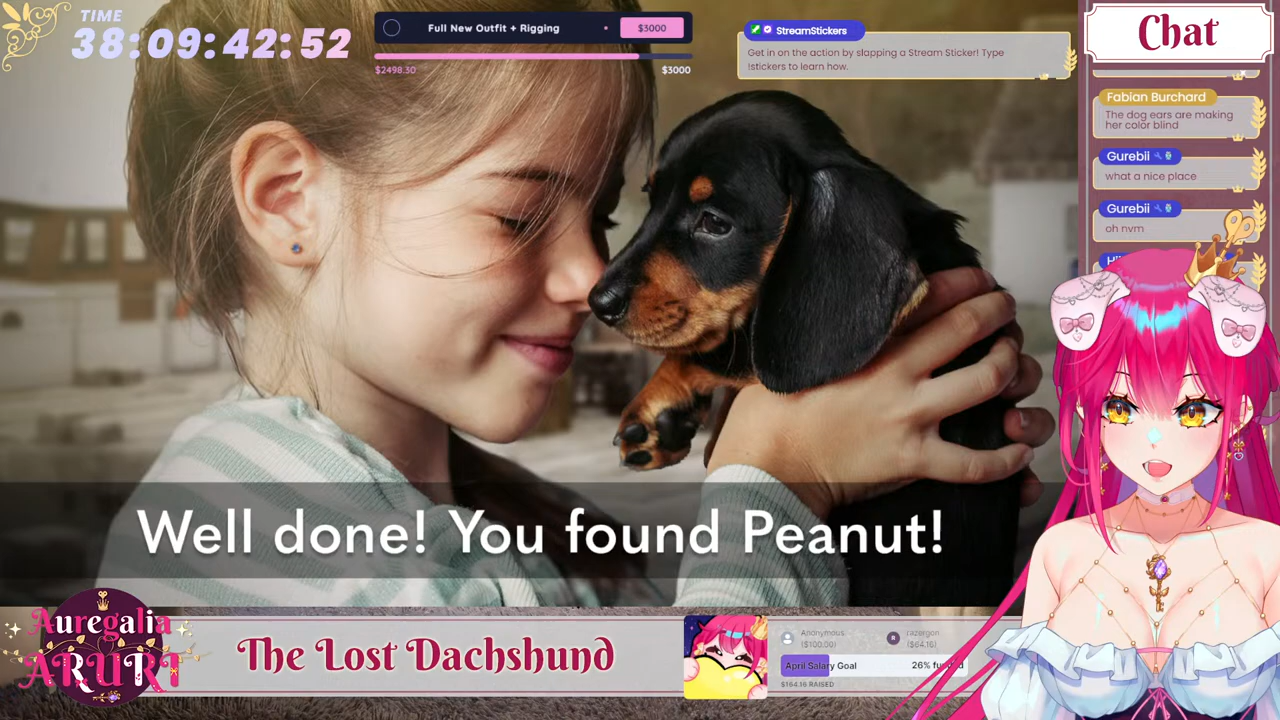 TIME
38:09:42:52
Full New Outfit + Rigging
$3000
$2498.30
$3000
StreamStickers
Get in on the action by slapping a Stream Sticker! Type
!stickers to learn how.
Chat
Fabian Burchard
The dog ears are making
her color blind
Gurebii
what a nice place
Gurebii
oh nvm
Well done! You found Peanut!
Auregalia
ARURI
The Lost Dachshund
Anonymous
($100.00)
razergon
($64.16)
April Salary Goal
26%
$164.16 RAISED